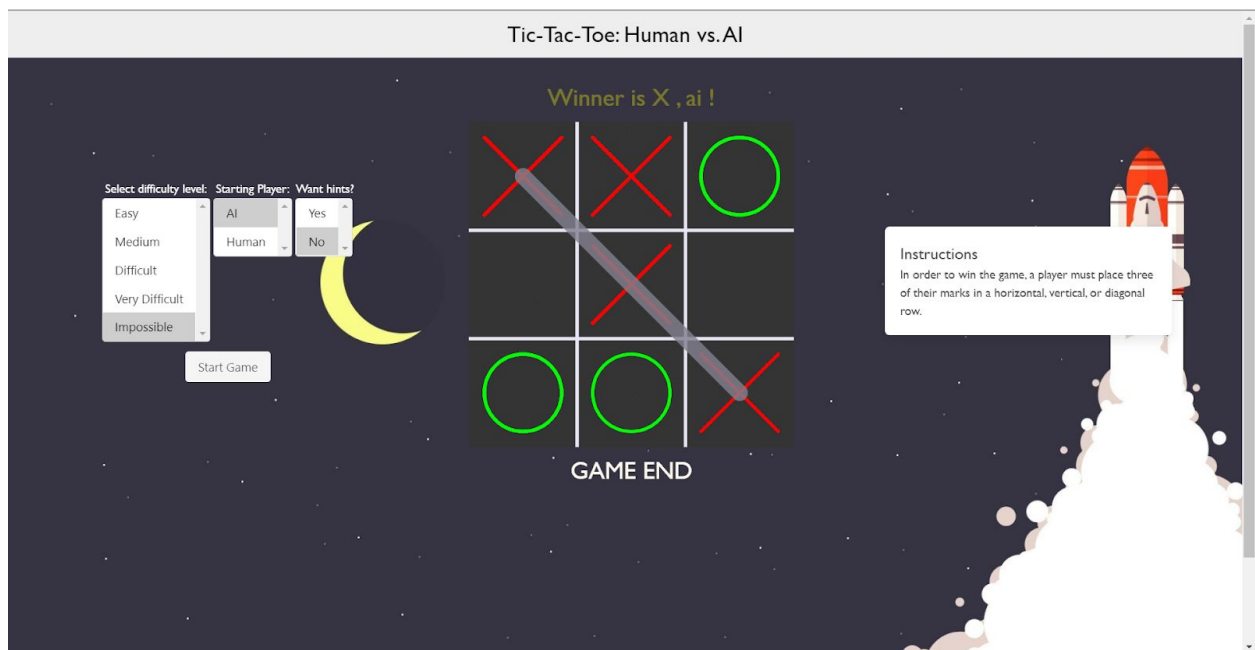 Tic-Tac-Toe: Human vs. AI
Winner is X , ai !
Select difficulty level:
Easy
Medium
Difficult
Very Difficult
Impossible
Starting Player:
AI
Human
Want hints?
Yes
No
Start Game
GAME END
Instructions
In order to win the game, a player must place three
of their marks in a horizontal, vertical, or diagonal
row.